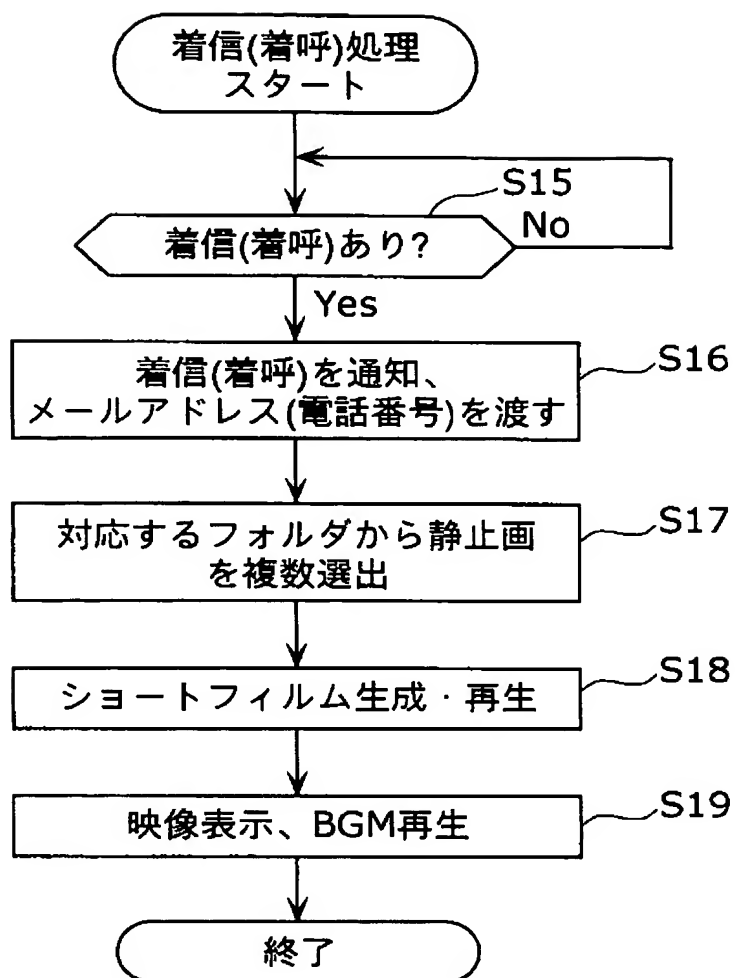 着信(着呼)処理
スタート
S15
着信(着呼)あり?
No
Yes
S16
着信(着呼)を通知、
メールアドレス(電話番号)を渡す
S17
対応するフォルダから静止画
を複数選出
S18
ショートフィルム生成・再生
S19
映像表示、BGM再生
終了